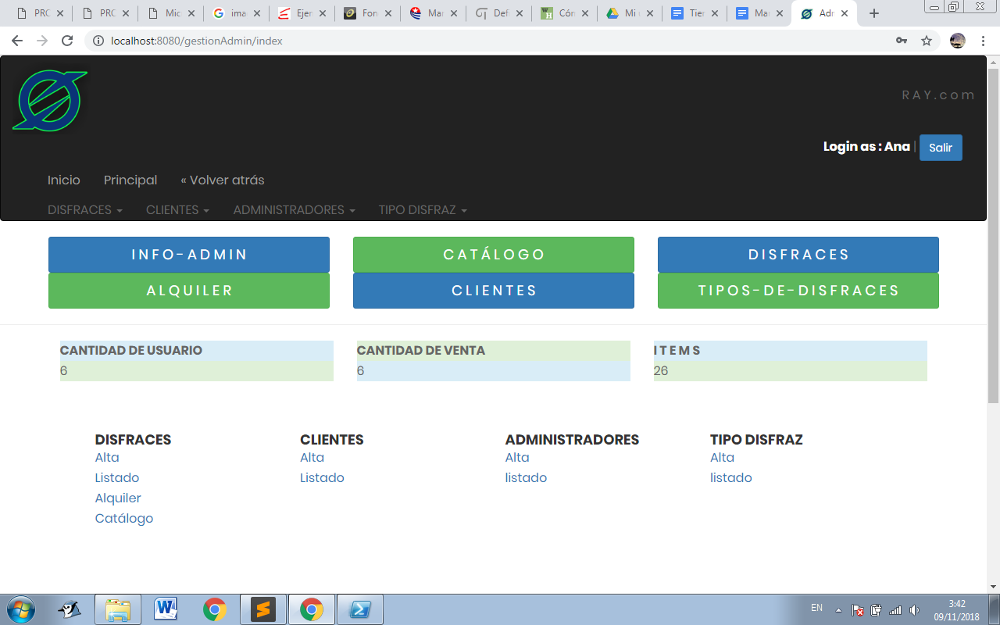 PRC
PRC
Mic
ima
Ejer
For
Mar
Defi
Cór
Mi
Tier
Mar
Adr
localhost:8080/gestionAdmin/index
RAY.com
Login as : Ana | Salir
Inicio Principal « Volver atrás
DISFRACES CLIENTES ADMINISTRADORES TIPO DISFRAZ
INFO-ADMIN CATÁLOGO DISFRACES
ALQUILER CLIENTES TIPOS-DE-DISFRACES
CANTIDAD DE USUARIO CANTIDAD DE VENTA ITEMS
6 6 26
DISFRACES CLIENTES ADMINISTRADORES TIPO DISFRAZ
Alta Alta Alta Alta
Listado Listado listado listado
Alquiler
Catálogo
EN 3:42
09/11/2018